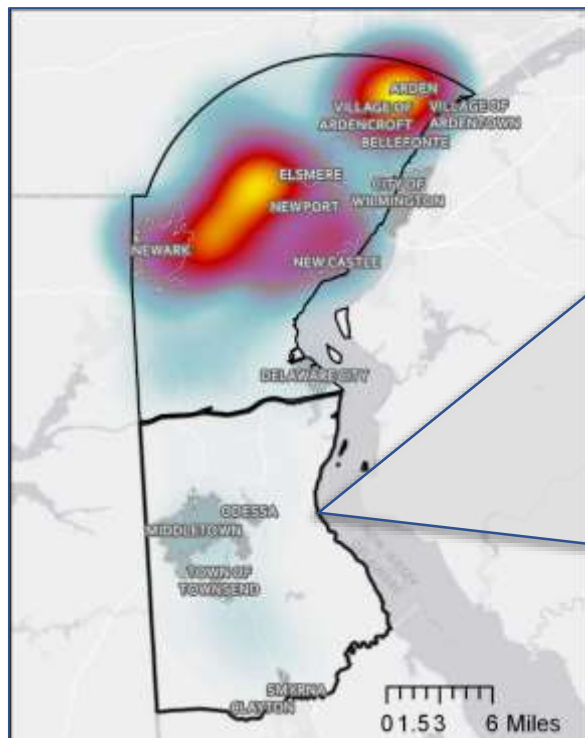 ARDEN
VILLAGE OF
ARDENCROFT
VILLAGE OF
ARDENTOWN
BELLEFONTE
ELSMERE
CITY OF
WILMINGTON
NEWPORT
NEWARK
NEW CASTLE
DELAWARE CITY
ODESSA
MIDDLETOWN
TOWN OF
TOWNSEND
SMYRNA
CLAYTON
0 1.5 3 6 Miles